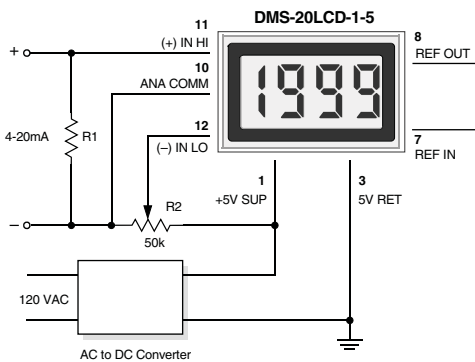 DMS-20LCD-1-5
11
(+) IN HI
8
REF OUT
+
10
ANA COMM
1999
4-20mA
R1
12
(–) IN LO
7
REF IN
1
+5V SUP
3
5V RET
–
R2
50k
120 VAC
AC to DC Converter